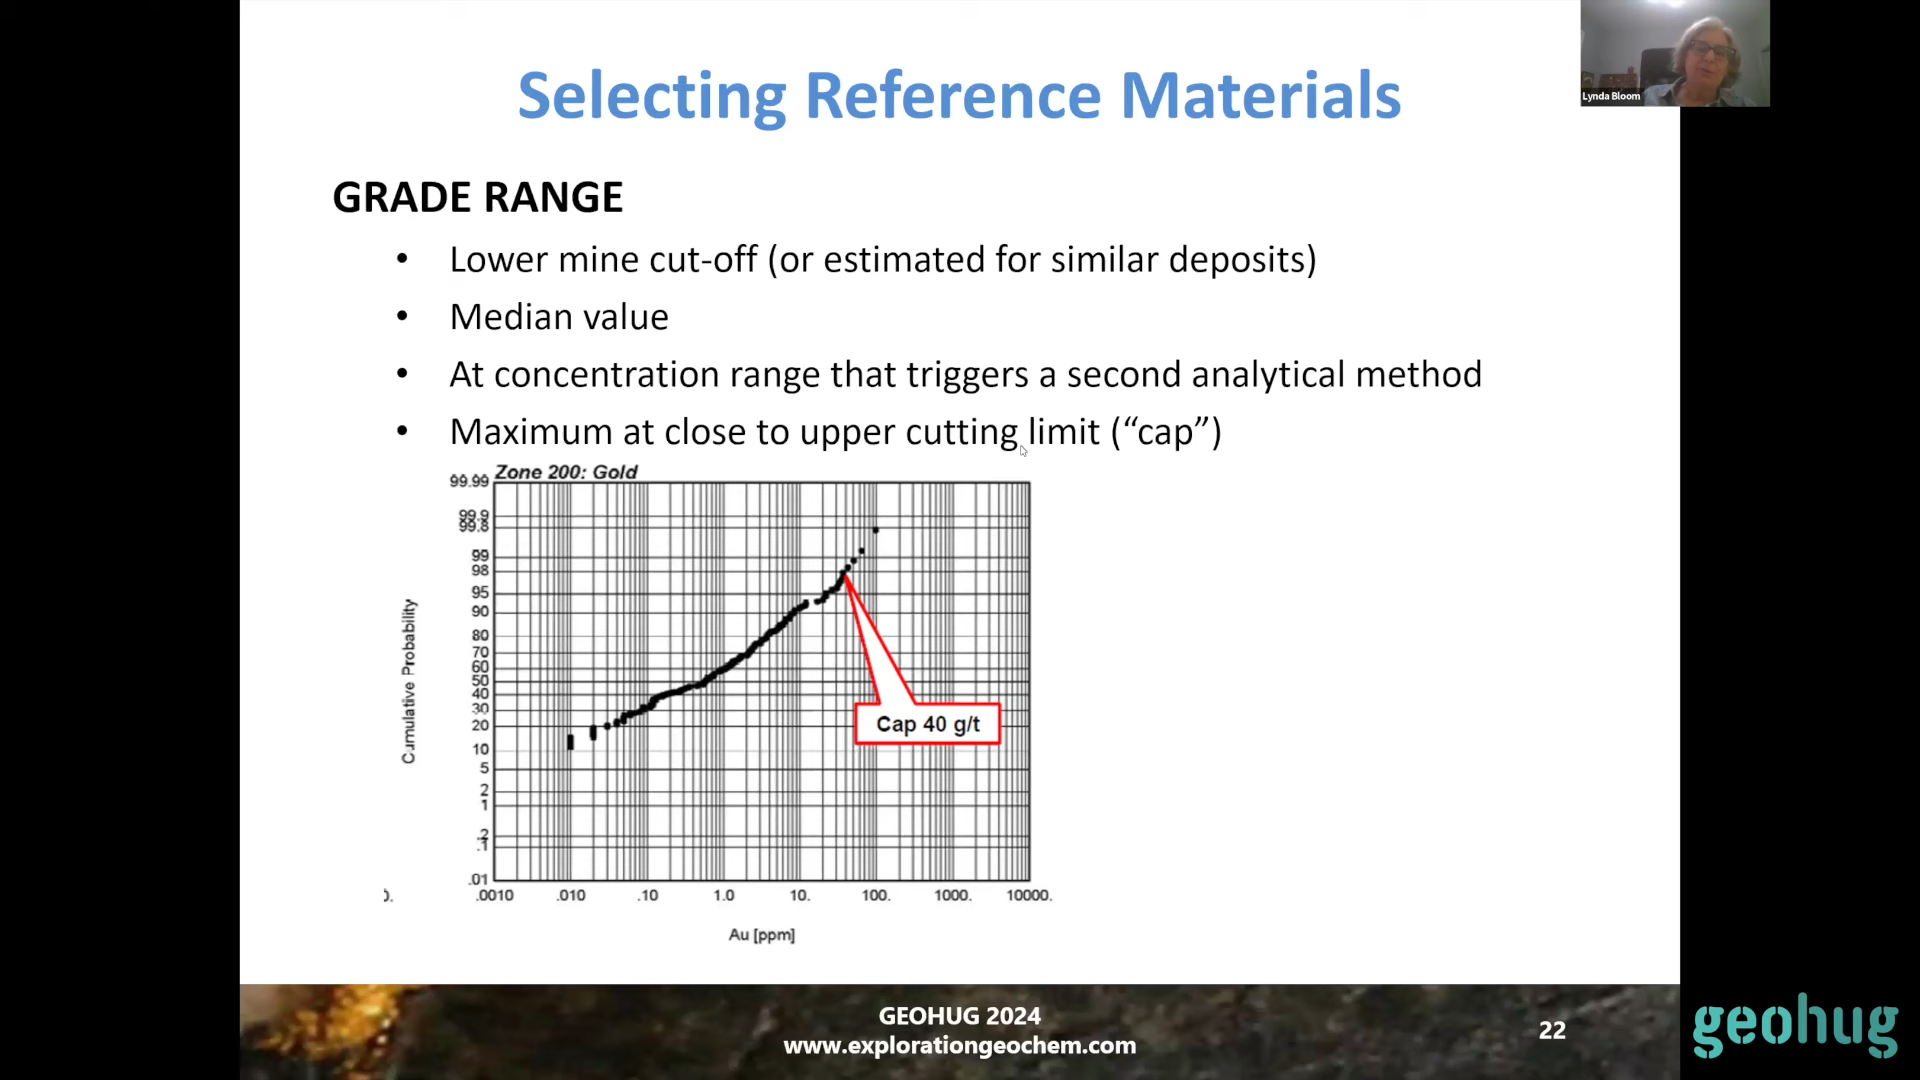 Selecting Reference Materials
Lynda Bloom
GRADE RANGE
• Lower mine cut-off (or estimated for similar deposits)
• Median value
• At concentration range that triggers a second analytical method
• Maximum at close to upper cutting limit (“cap”)
Zone 200: Gold
99.99
99.9
99.8
99
98
95
90
80
70
60
50
40
30
20
10
5
2
1
.2
.1
.01
Cumulative Probability
Cap 40 g/t
.0010 .010 .10 1.0 10. 100. 1000. 10000.
Au [ppm]
GEOHUG 2024
www.explorationgeochem.com
22
geohug